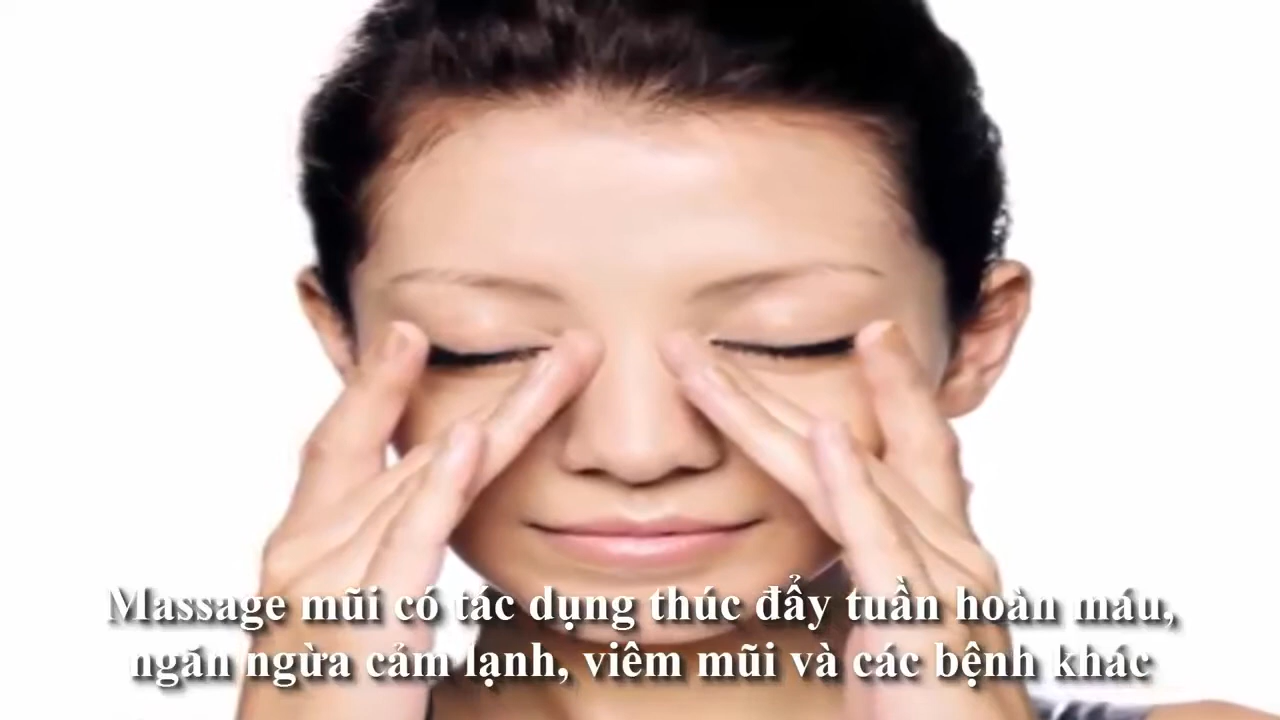 Massage mũi có tác dụng thúc đẩy tuần hoàn máu,
ngăn ngừa cảm lạnh, viêm mũi và các bệnh khác